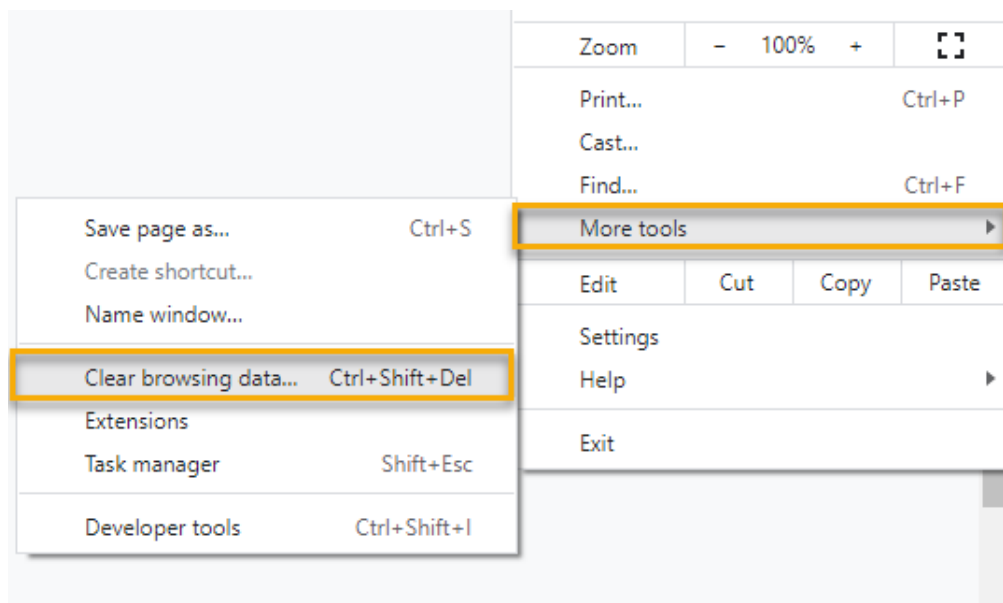 Zoom - 100% +
Print... Ctrl+P
Cast...
Find... Ctrl+F
More tools
Edit Cut Copy Paste
Settings
Help
Exit
Save page as... Ctrl+S
Create shortcut...
Name window...
Clear browsing data... Ctrl+Shift+Del
Extensions
Task manager Shift+Esc
Developer tools Ctrl+Shift+I